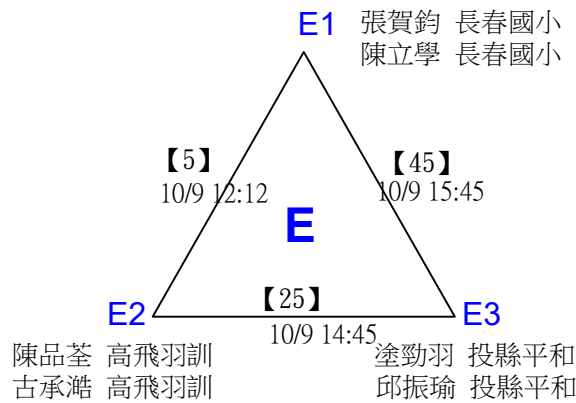 E1 張賀鈞 長春國小
陳立學 長春國小
【5】 【45】
10/9 12:12 10/9 15:45
E
【25】
E2 E3
10/9 14:45
陳品荃 高飛羽訓 塗勁羽 投縣平和
古承澔 高飛羽訓 邱振瑜 投縣平和